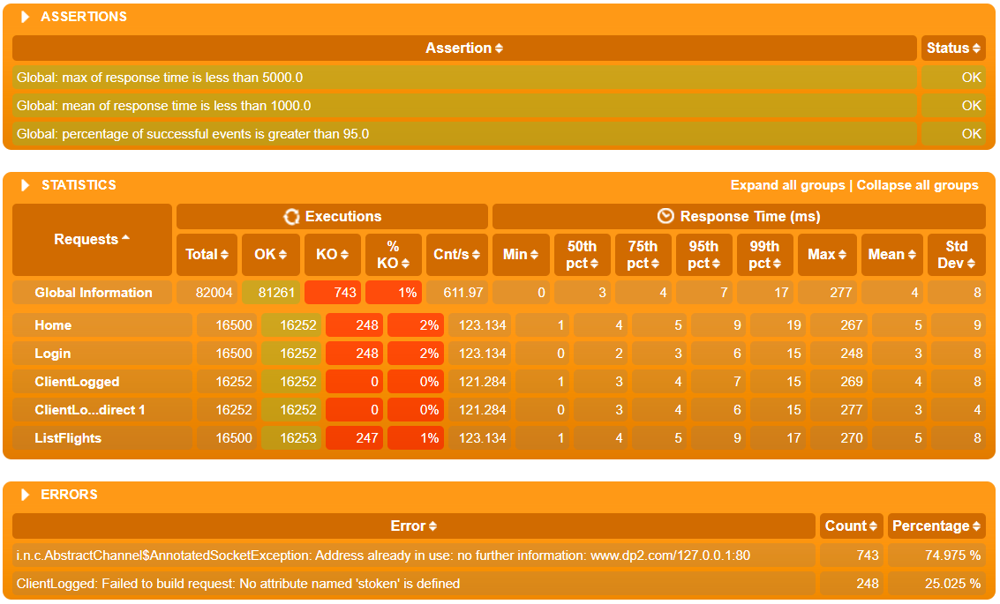 ASSERTIONS
Assertion Status
Global: max of response time is less than 5000.0 OK
Global: mean of response time is less than 1000.0 OK
Global: percentage of successful events is greater than 95.0 OK
STATISTICS Expand all groups | Collapse all groups
Requests Executions Response Time (ms)
Total OK KO % KO Cnt/s Min 50th pct 75th pct 95th pct 99th pct Max Mean Std Dev
Global Information 82004 81261 743 1% 611.97 0 3 4 7 17 277 4 8
Home 16500 16252 248 2% 123.134 1 4 5 9 19 267 5 9
Login 16500 16252 248 2% 123.134 0 2 3 6 15 248 3 8
ClientLogged 16252 16252 0 0% 121.284 1 3 4 7 15 269 4 8
ClientLo...direct 1 16252 16252 0 0% 121.284 0 3 4 6 15 277 3 4
ListFlights 16500 16253 247 1% 123.134 1 4 5 9 17 270 5 8
ERRORS
Error Count Percentage
i.n.c.AbstractChannel$AnnotatedSocketException: Address already in use: no further information: www.dp2.com/127.0.0.1:80 743 74.975 %
ClientLogged: Failed to build request: No attribute named 'stoken' is defined 248 25.025 %